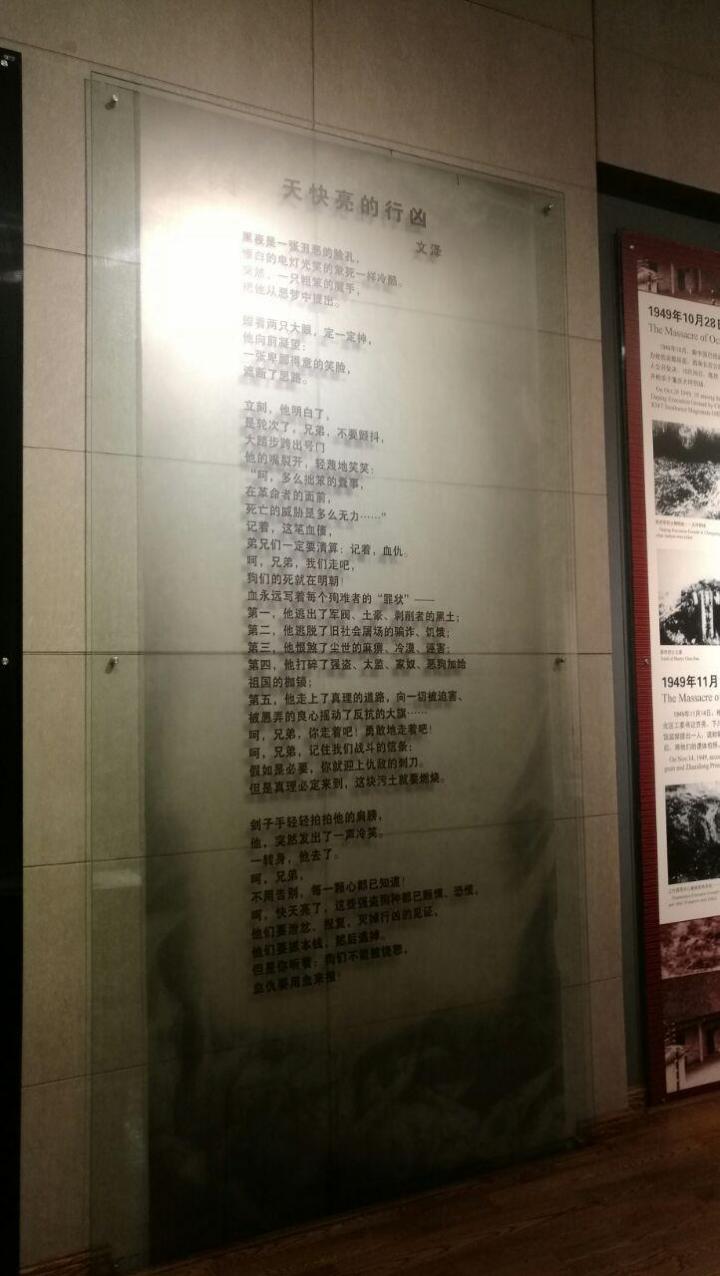 天快亮的行凶
文泽
黑夜是一张丑恶的脸孔，
惨白的电灯光笑的象死一样冷酷。
突然，一只粗笨的魔手，
把他从恶梦中提出。
瞪着两只大眼，定一定神，
他向前凝望：
一张卑鄙得意的笑脸，
遮断了思路。
立刻，他明白了，
是轮次了，兄弟，不要颤抖，
大踏步跨出号门
他的嘴裂开，轻蔑地笑笑：
“呵，多么拙笨的蠢事，
在革命者的面前，
死亡的威胁是多么无力……”
记着，这笔血债，
弟兄们一定要清算；记着，血仇。
呵，兄弟，我们走吧，
狗们的死就在明朝！
血永远写着每个殉难者的“罪状”——
第一，他逃出了军阀、土豪、剥削者的黑土；
第二，他逃脱了旧社会屠场的骗诈、饥饿；
第三，他恨煞了尘世的麻痹、冷漠、诬害；
第四，他打碎了强盗、太监、家奴、恶狗加给
祖国的枷锁；
第五，他走上了真理的道路，向一切被迫害、
被愚弄的良心摇动了反抗的大旗……
呵，兄弟，你走着吧！勇敢地走着吧！
呵，兄弟，记住我们战斗的信条：
假如是必要，你就迎上仇敌的刺刀。
但是真理必定来到，这块污土就要燃烧。
刽子手轻轻拍拍他的肩膀，
他，突然发出了一声冷笑。
一转身，他去了。
呵，兄弟，
不用告别，每一颗心都已知道！
呵，快天亮了，这些强盗狗种都已颤慄、恐慌，
他们要泄忿、报复，灭掉行凶的见证，
他们要抓本钱，然后逃掉。
但是你听着：狗们不能被饶恕，
血仇要用血来报！
1949年10月28日
The Massacre of Oc
1949年11月
The Massacre o